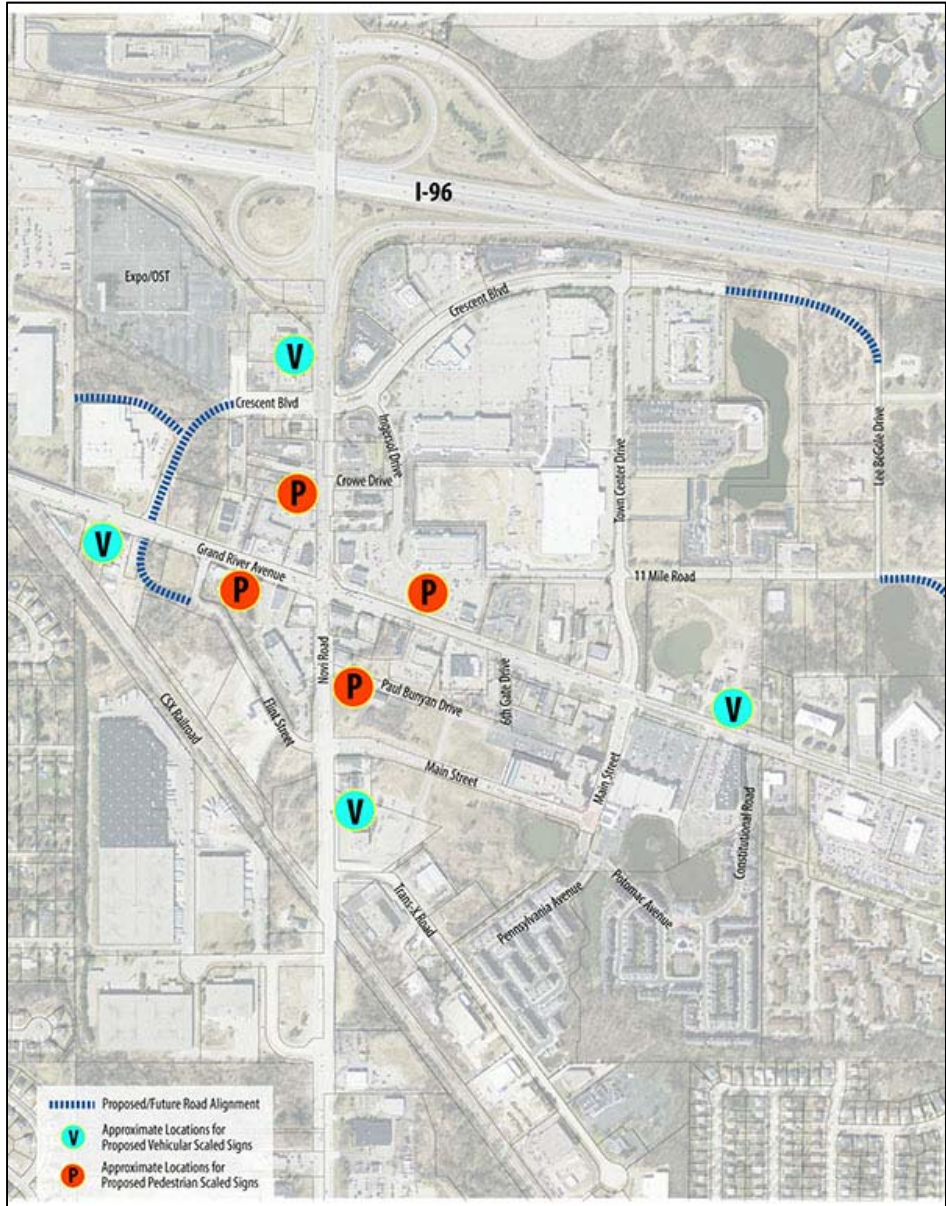 I-96
Expo/OST
Crescent Blvd
V
Crescent Blvd
Ingersol Drive
Lee BeGole Drive
P
Crowe Drive
Town Center Drive
V
Grand River Avenue
P
P
11 Mile Road
Novi Road
P
Paul Bunyan Drive
6th Gate Drive
V
CSX Railroad
Flint Street
Main Street
Main Street
V
Constitutional Road
Trans-X Road
Pennsylvania Avenue
Potomac Avenue
Proposed/Future Road Alignment
V
Approximate Locations for
Proposed Vehicular Scaled Signs
P
Approximate Locations for
Proposed Pedestrian Scaled Signs